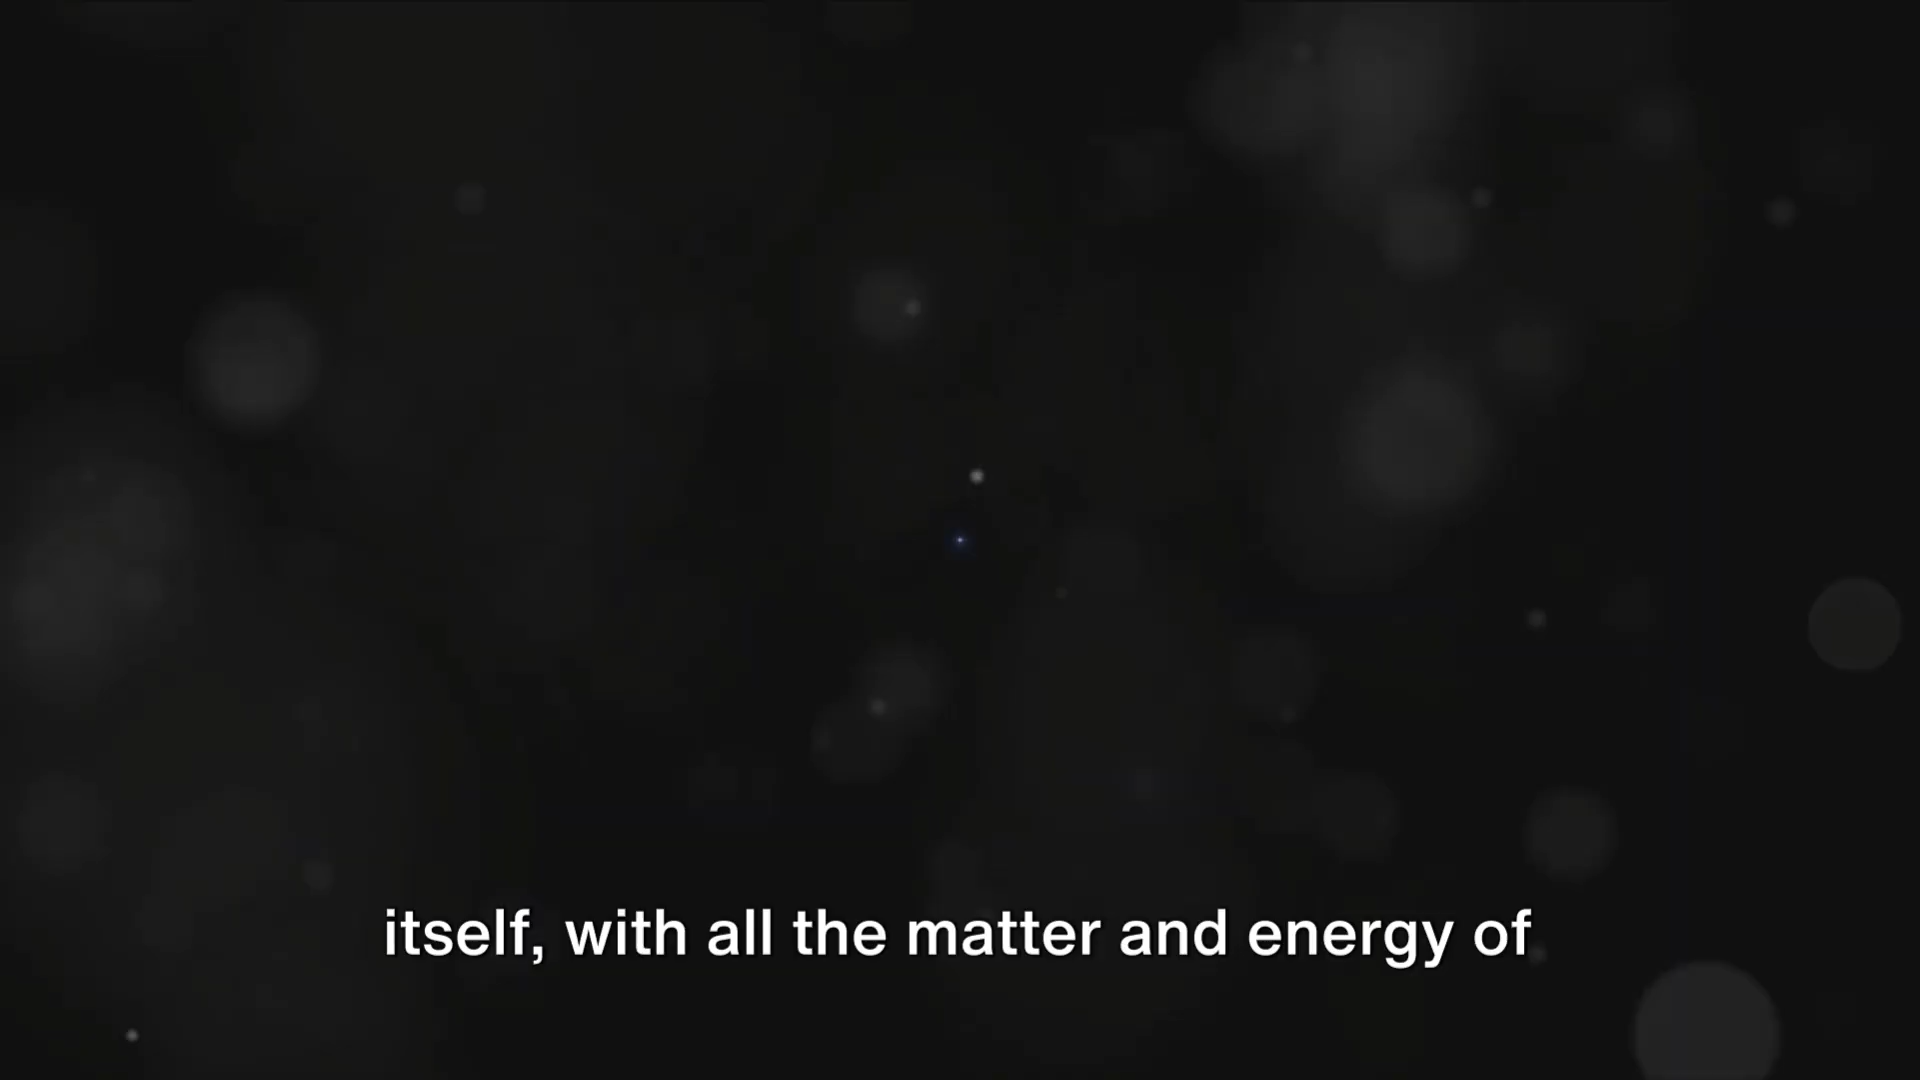 itself, with all the matter and energy of